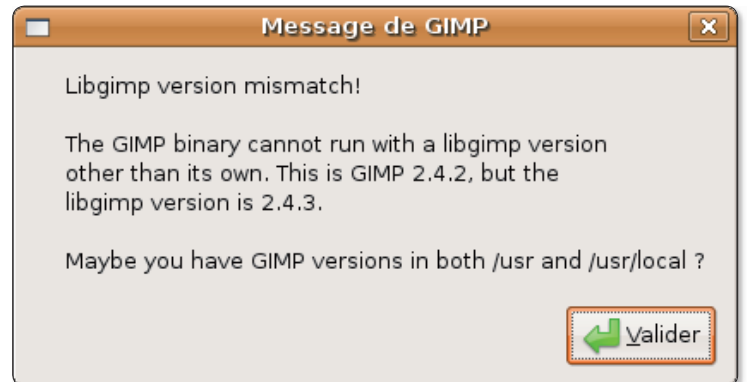 Message de GIMP
Libgimp version mismatch!
The GIMP binary cannot run with a libgimp version
other than its own. This is GIMP 2.4.2, but the
libgimp version is 2.4.3.
Maybe you have GIMP versions in both /usr and /usr/local ?
Valider